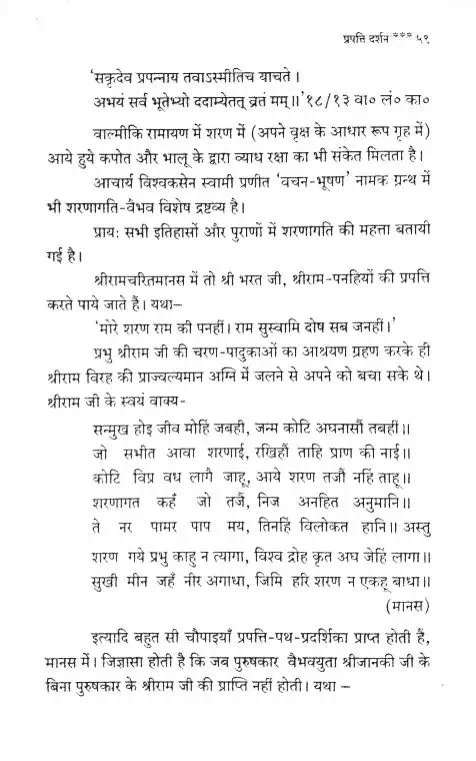 प्रपत्ति दर्शन *** ५९
'सकृदेव प्रपन्नाय तवाऽस्मीतिच याचते ।
अभयं सर्व भूतेभ्यो ददाम्येतत् व्रतं मम् ॥' १८/१३ वा० लं० का०
वाल्मीकि रामायण में शरण में (अपने वृक्ष के आधार रूप गृह में)
आये हुये कपोत और भालू के द्वारा व्याध रक्षा का भी संकेत मिलता है।
आचार्य विश्वकसेन स्वामी प्रणीत 'वचन-भूषण' नामक ग्रन्थ में
भी शरणागति-वैभव विशेष द्रष्टव्य है।
प्रायः सभी इतिहासों और पुराणों में शरणागति की महत्ता बतायी
गई है।
श्रीरामचरितमानस में तो श्री भरत जी, श्रीराम-पनहियों की प्रपत्ति
करते पाये जाते हैं। यथा–
'मोरे शरण राम की पनहीं। राम सुस्वामि दोष सब जनहीं।'
प्रभु श्रीराम जी की चरण-पादुकाओं का आश्रयण ग्रहण करके ही
श्रीराम विरह की प्राज्वल्यमान अग्नि में जलने से अपने को बचा सके थे।
श्रीराम जी के स्वयं वाक्य-
सन्मुख होइ जीव मोहिं जबही, जन्म कोटि अघनासौं तबहीं॥
जो सभीत आवा शरणाई, रखिहौं ताहि प्राण की नाई॥
कोटि विप्र वध लागै जाहू, आये शरण तजौं नहिं ताहू॥
शरणागत कहँ जो तजैं, निज अनहित अनुमानि॥
ते नर पामर पाप मय, तिनहिं विलोकत हानि॥ अस्तु
शरण गये प्रभु काहु न त्यागा, विश्व द्रोह कृत अघ जेहिं लागा॥
सुखी मीन जहँ नीर अगाधा, जिमि हरि शरण न एकहू बाधा॥
(मानस)
इत्यादि बहुत सी चौपाइयाँ प्रपत्ति-पथ-प्रदर्शिका प्राप्त होती हैं,
मानस में। जिज्ञासा होती है कि जब पुरुषकार वैभवयुता श्रीजानकी जी के
बिना पुरुषकार के श्रीराम जी की प्राप्ति नहीं होती। यथा –